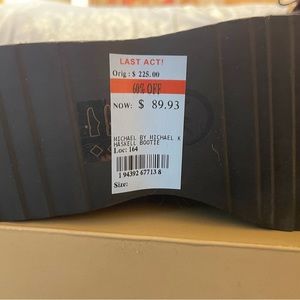 LAST ACT!
Orig : $ 225.00
60% OFF
NOW: $ 89.93
MICHAEL BY MICHAEL K
HASKELL BOOTIE
Loc: 164
1 94392 67713 8
Size: